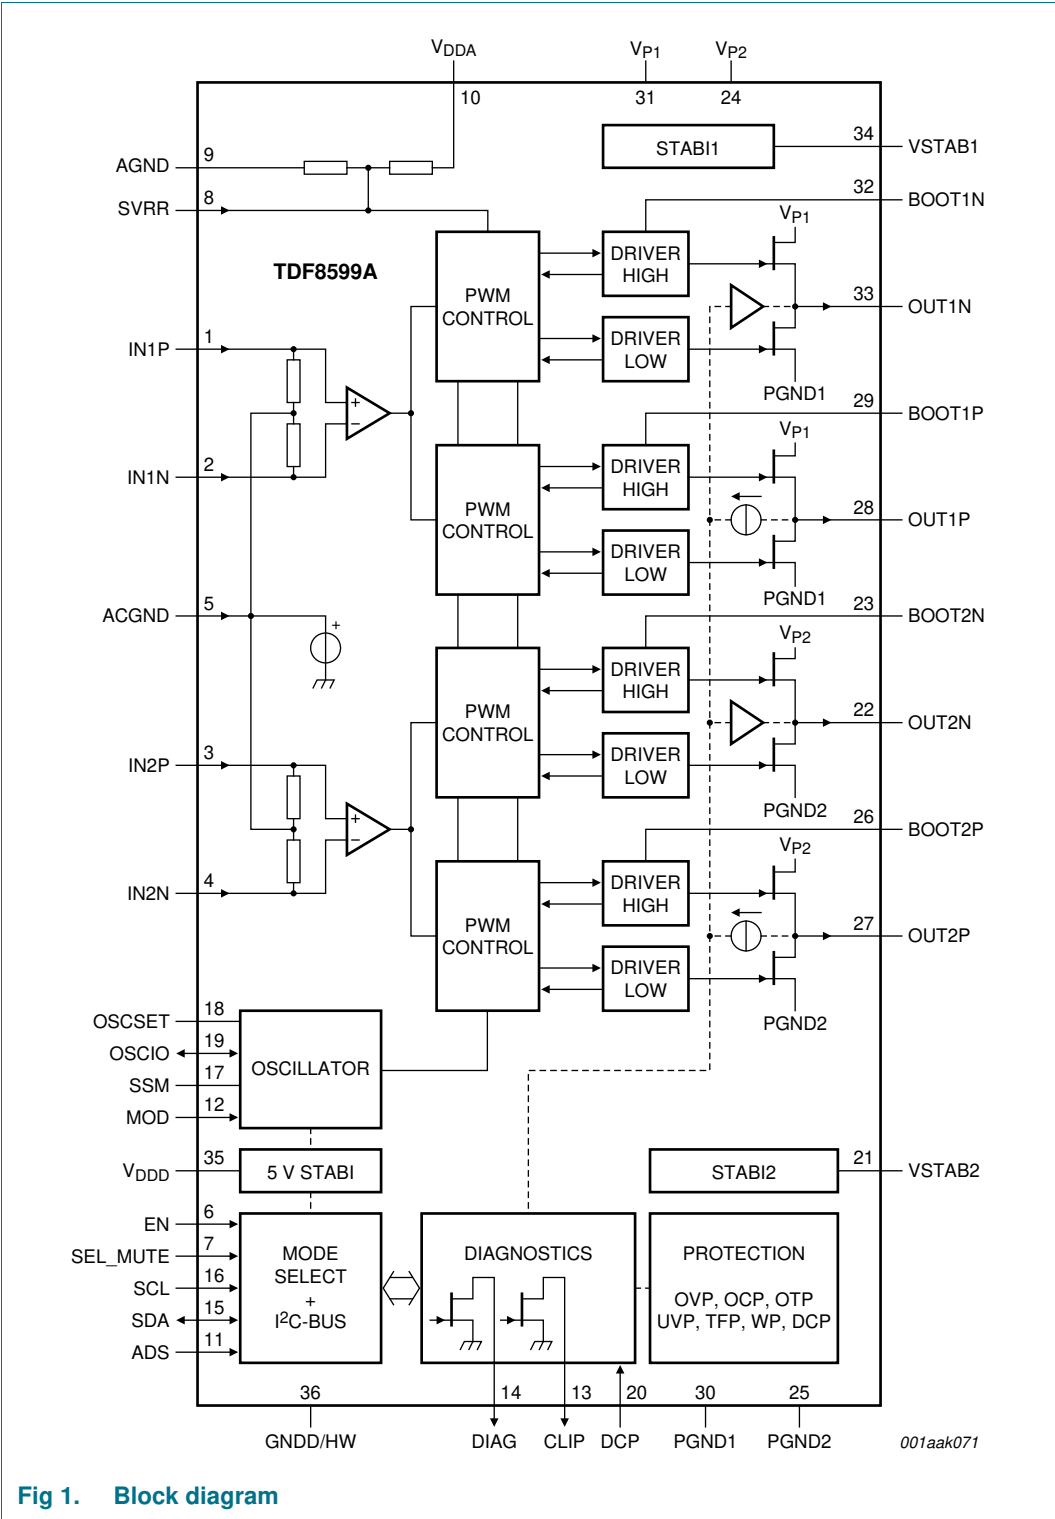 VDDA VP1 VP2
10 31 24
AGND 9
STABI1 34 VSTAB1
SVRR 8
32 BOOT1N
VP1
TDF8599A
PWM CONTROL
DRIVER HIGH
33 OUT1N
IN1P 1
DRIVER LOW
PGND1
+
−
29 BOOT1P
VP1
IN1N 2
PWM CONTROL
DRIVER HIGH
28 OUT1P
DRIVER LOW
PGND1
ACGND 5
+
23 BOOT2N
VP2
PWM CONTROL
DRIVER HIGH
22 OUT2N
IN2P 3
DRIVER LOW
PGND2
+
−
26 BOOT2P
VP2
IN2N 4
PWM CONTROL
DRIVER HIGH
27 OUT2P
DRIVER LOW
PGND2
OSCSET 18
OSCIO 19
SSM 17
MOD 12
OSCILLATOR
VDDD 35
5 V STABI
STABI2 21 VSTAB2
EN 6
SEL_MUTE 7
SCL 16
SDA 15
ADS 11
MODE
SELECT
+
I2C-BUS
DIAGNOSTICS
PROTECTION
OVP, OCP, OTP
UVP, TFP, WP, DCP
36 14 13 20 30 25
GNDD/HW DIAG CLIP DCP PGND1 PGND2
001aak071
Fig 1. Block diagram